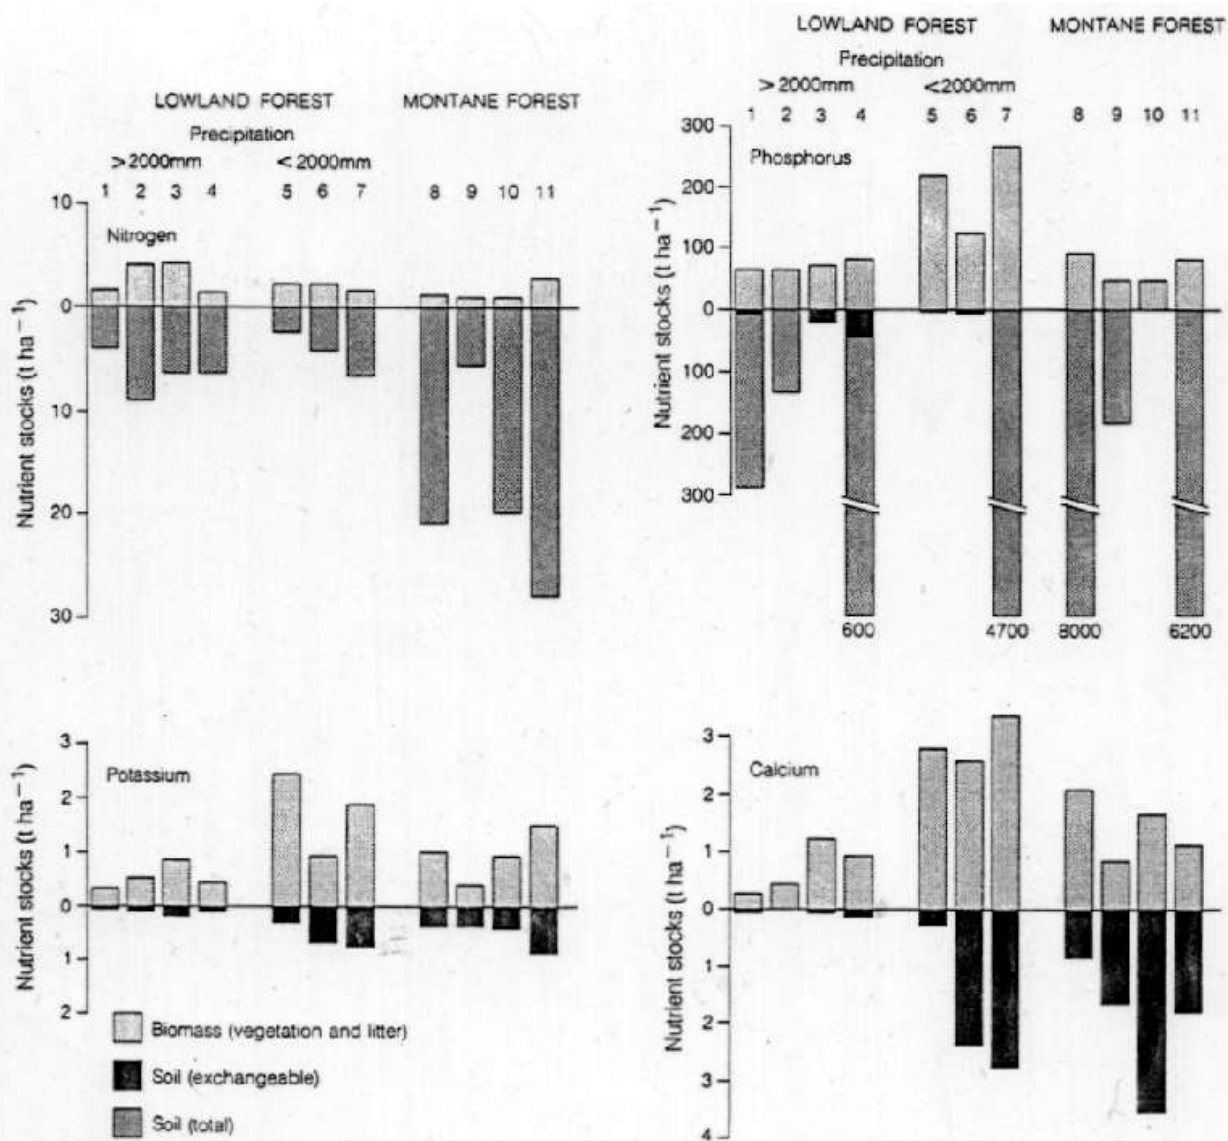 LOWLAND FOREST MONTANE FOREST
Precipitation
>2000mm <2000mm
1 2 3 4 5 6 7 8 9 10 11
Nitrogen
Nutrient stocks (t ha⁻¹)
10
0
10
20
30
LOWLAND FOREST MONTANE FOREST
Precipitation
>2000mm <2000mm
1 2 3 4 5 6 7 8 9 10 11
Phosphorus
Nutrient stocks (t ha⁻¹)
300
200
100
0
100
200
300
600 4700 8000 6200
Potassium
Nutrient stocks (t ha⁻¹)
3
2
1
0
1
2
Biomass (vegetation and litter)
Soil (exchangeable)
Soil (total)
Calcium
Nutrient stocks (t ha⁻¹)
3
2
1
0
1
2
3
4